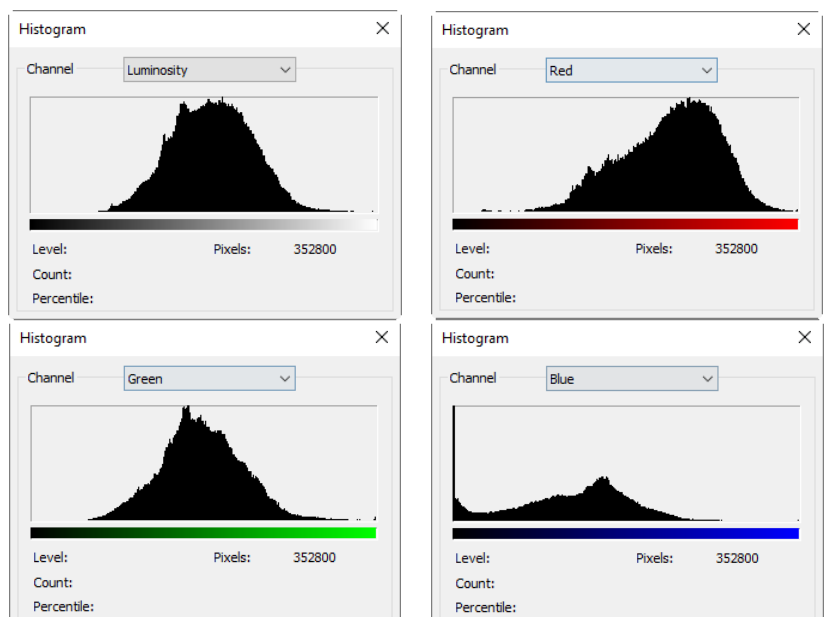 Histogram
Channel Luminosity
Level: Pixels: 352800
Count:
Percentile:
Histogram
Channel Red
Level: Pixels: 352800
Count:
Percentile:
Histogram
Channel Green
Level: Pixels: 352800
Count:
Percentile:
Histogram
Channel Blue
Level: Pixels: 352800
Count:
Percentile: